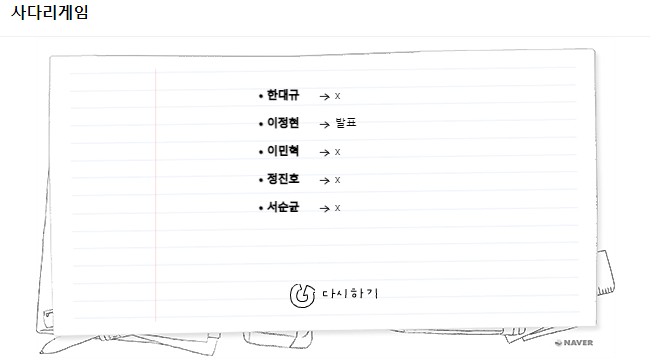 사다리게임
• 한대규 → x
• 이정현 → 발표
• 이민혁 → x
• 정진호 → x
• 서순균 → x
다시하기
NAVER